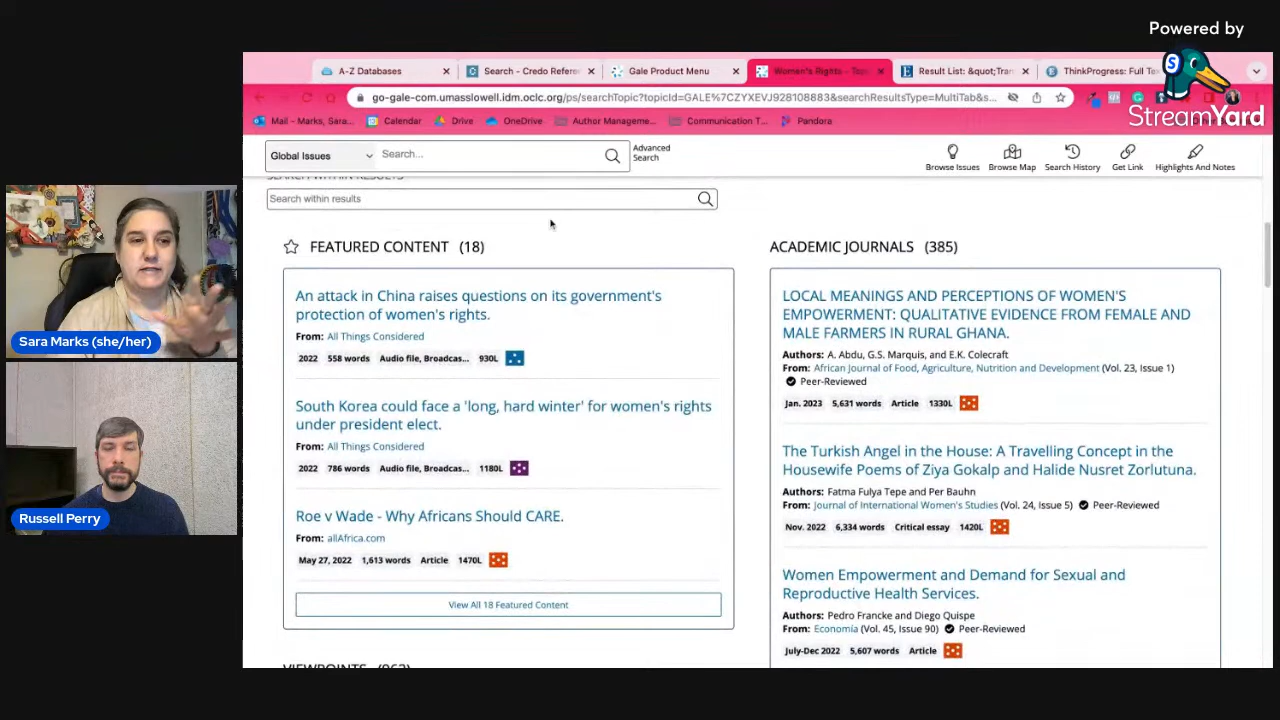 Powered by
StreamYard
A-Z Databases
Search - Credo Refere
Gale Product Menu
Women's Rights - Topi
Result List: &quot;Tran
ThinkProgress: Full Te
go-gale-com.umasslowell.idm.oclc.org/ps/searchTopic?topicId=GALE%7CZYXEVJ928108883&searchResultsType=MultiTab&s...
Mail - Marks, Sara...
Calendar
Drive
OneDrive
Author Manageme...
Communication T...
Pandora
Global Issues
Search...
Advanced
Search
Browse Issues
Browse Map
Search History
Get Link
Highlights And Notes
SEARCH WITHIN RESULTS
Search within results
FEATURED CONTENT (18)
An attack in China raises questions on its government's
protection of women's rights.
From: All Things Considered
2022 558 words Audio file, Broadcas... 930L
South Korea could face a 'long, hard winter' for women's rights
under president elect.
From: All Things Considered
2022 786 words Audio file, Broadcas... 1180L
Roe v Wade - Why Africans Should CARE.
From: allAfrica.com
May 27, 2022 1,613 words Article 1470L
View All 18 Featured Content
VIEWPOINTS
ACADEMIC JOURNALS (385)
LOCAL MEANINGS AND PERCEPTIONS OF WOMEN'S
EMPOWERMENT: QUALITATIVE EVIDENCE FROM FEMALE AND
MALE FARMERS IN RURAL GHANA.
Authors: A. Abdu, G.S. Marquis, and E.K. Colecraft
From: African Journal of Food, Agriculture, Nutrition and Development (Vol. 23, Issue 1)
Peer-Reviewed
Jan. 2023 5,631 words Article 1330L
The Turkish Angel in the House: A Travelling Concept in the
Housewife Poems of Ziya Gokalp and Halide Nusret Zorlutuna.
Authors: Fatma Fulya Tepe and Per Bauhn
From: Journal of International Women's Studies (Vol. 24, Issue 5) Peer-Reviewed
Nov. 2022 6,334 words Critical essay 1420L
Women Empowerment and Demand for Sexual and
Reproductive Health Services.
Authors: Pedro Francke and Diego Quispe
From: Economía (Vol. 45, Issue 90) Peer-Reviewed
July-Dec 2022 5,607 words Article
Sara Marks (she/her)
Russell Perry